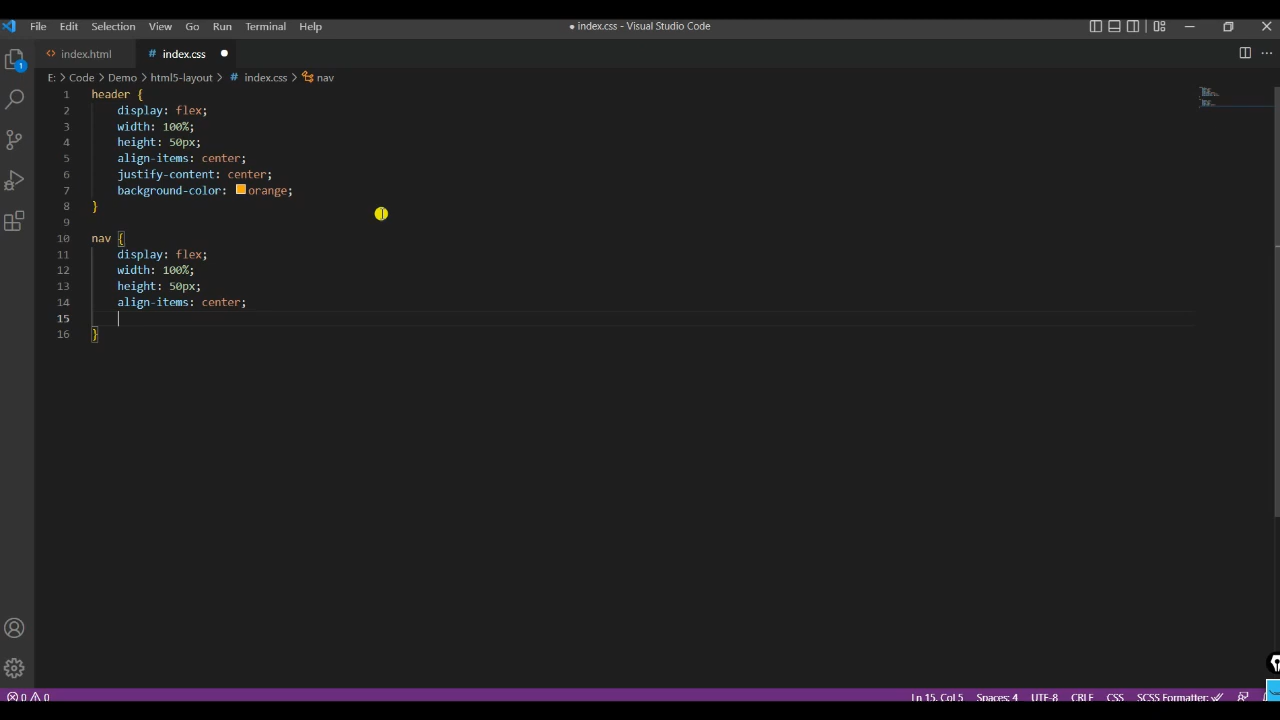 File Edit Selection View Go Run Terminal Help ● index.css - Visual Studio Code
<> index.html # index.css ●
E: > Code > Demo > html5-layout > # index.css > nav
1 header {
2 display: flex;
3 width: 100%;
4 height: 50px;
5 align-items: center;
6 justify-content: center;
7 background-color: orange;
8 }
9
10 nav {
11 display: flex;
12 width: 100%;
13 height: 50px;
14 align-items: center;
15
16 }
1
0 0 Ln 15, Col 5 Spaces: 4 UTF-8 CRLF CSS SCSS Formatter: